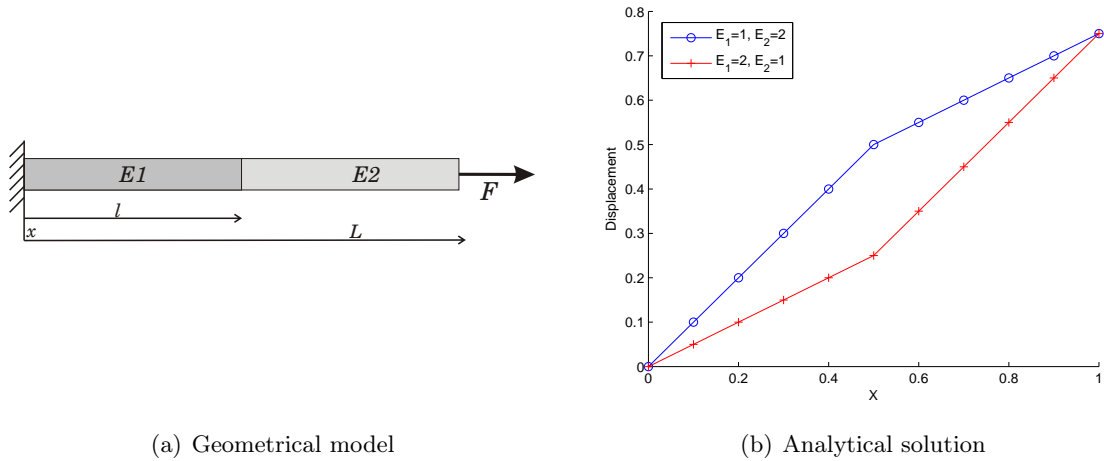 E1
E2
F
l
x
L
(a) Geometrical model
E₁=1, E₂=2
E₁=2, E₂=1
0.8
0.7
0.6
0.5
0.4
0.3
0.2
0.1
0
Displacement
0 0.2 0.4 0.6 0.8 1
X
(b) Analytical solution